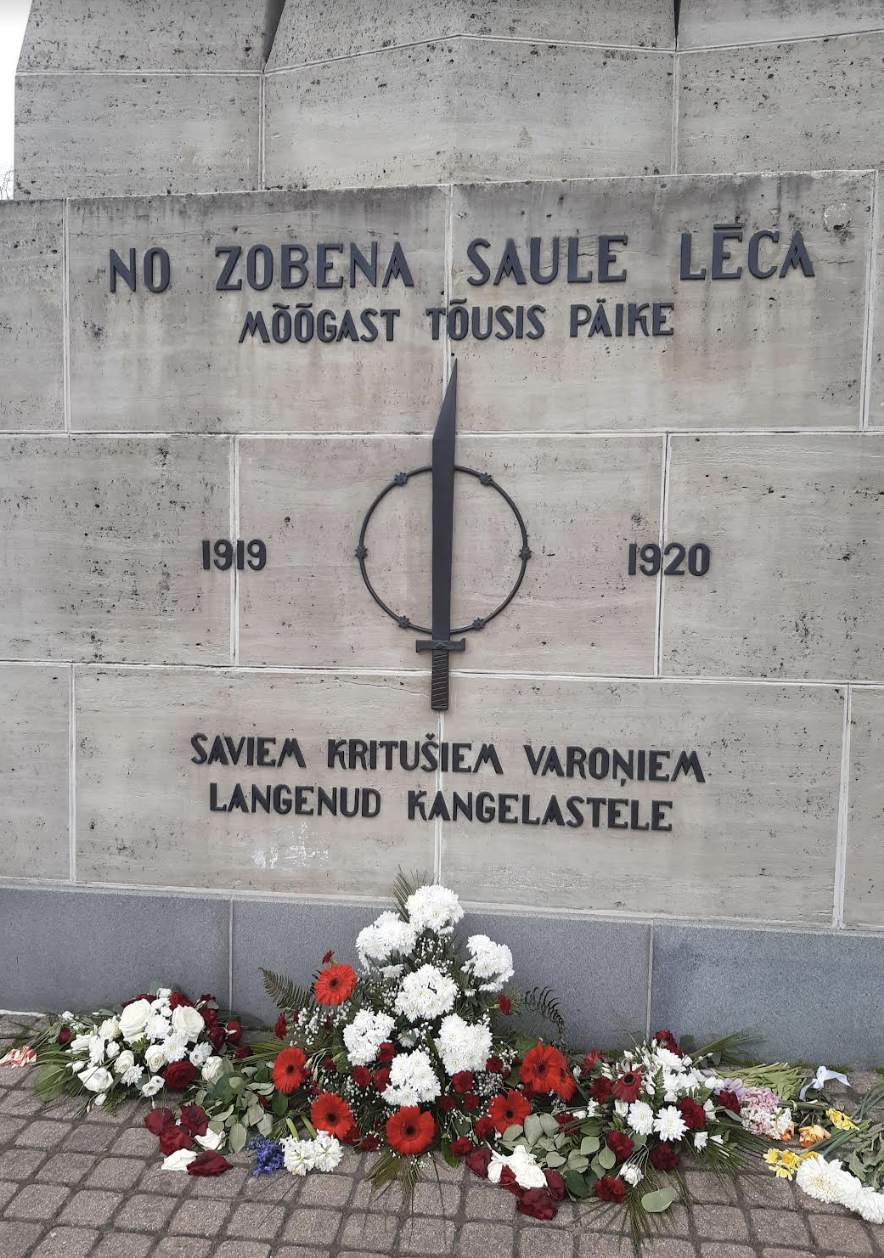 NO ZOBENA SAULE LĒCA
MÕÕGAST TÕUSIS PÄIKE
1919 1920
SAVIEM KRITUŠIEM VAROŅIEM
LANGENUD KANGELASTELE